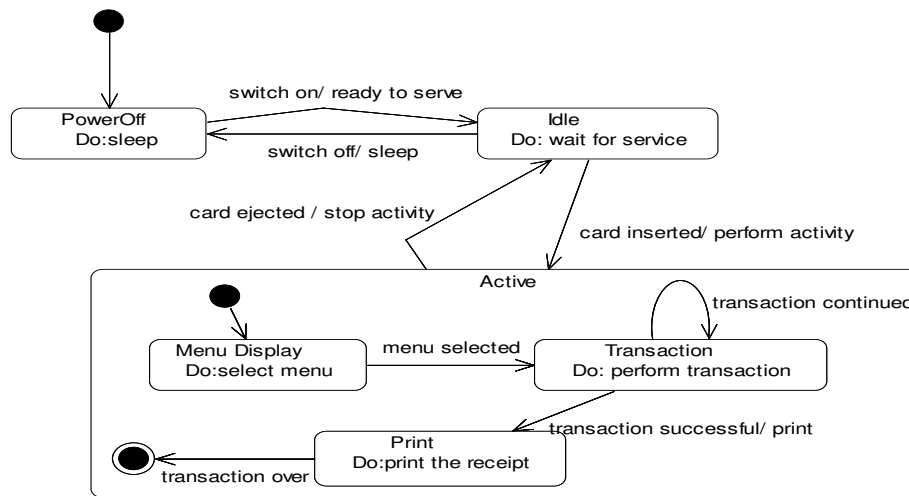 switch on/ ready to serve
PowerOff
Do:sleep
Idle
Do: wait for service
switch off/ sleep
card ejected / stop activity
card inserted/ perform activity
Active
transaction continued
Menu Display
Do:select menu
menu selected
Transaction
Do: perform transaction
transaction successful/ print
Print
Do:print the receipt
transaction over